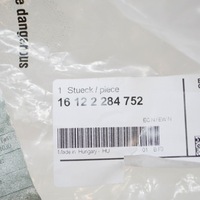 e dangerous
1 Stueck / piece
16 12 2 284 752
Made in Hungary - HU